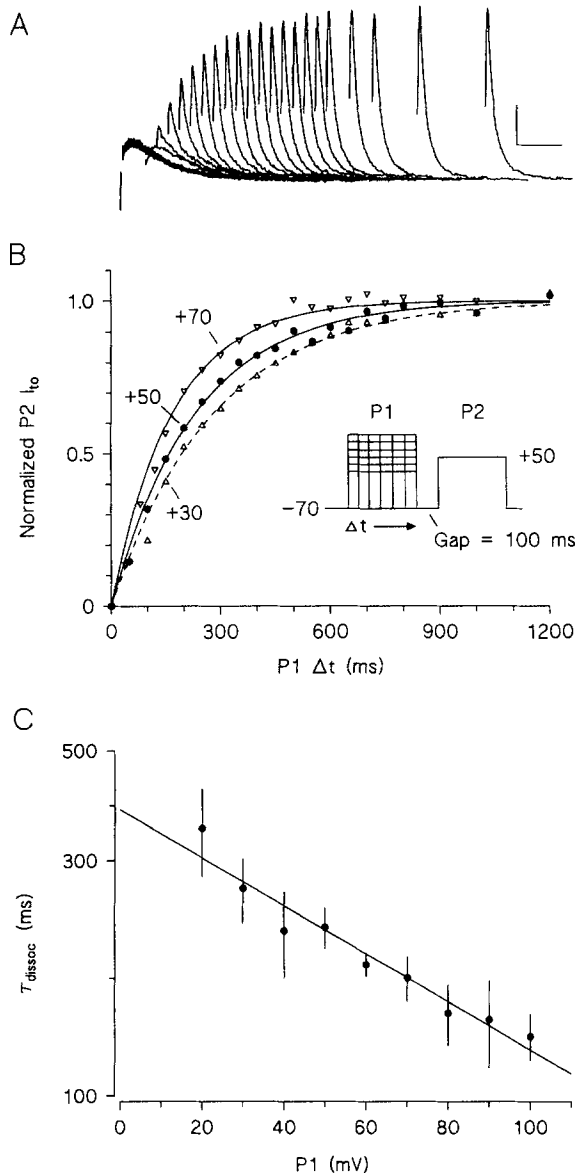 A
B
1.0
0.5
0
Normalized P2 Ito
+70
+50
+30
P1
P2
+50
−70
Δt
Gap = 100 ms
0
300
600
900
1200
P1 Δt (ms)
C
500
300
100
τdissoc (ms)
0
20
40
60
80
100
P1 (mV)